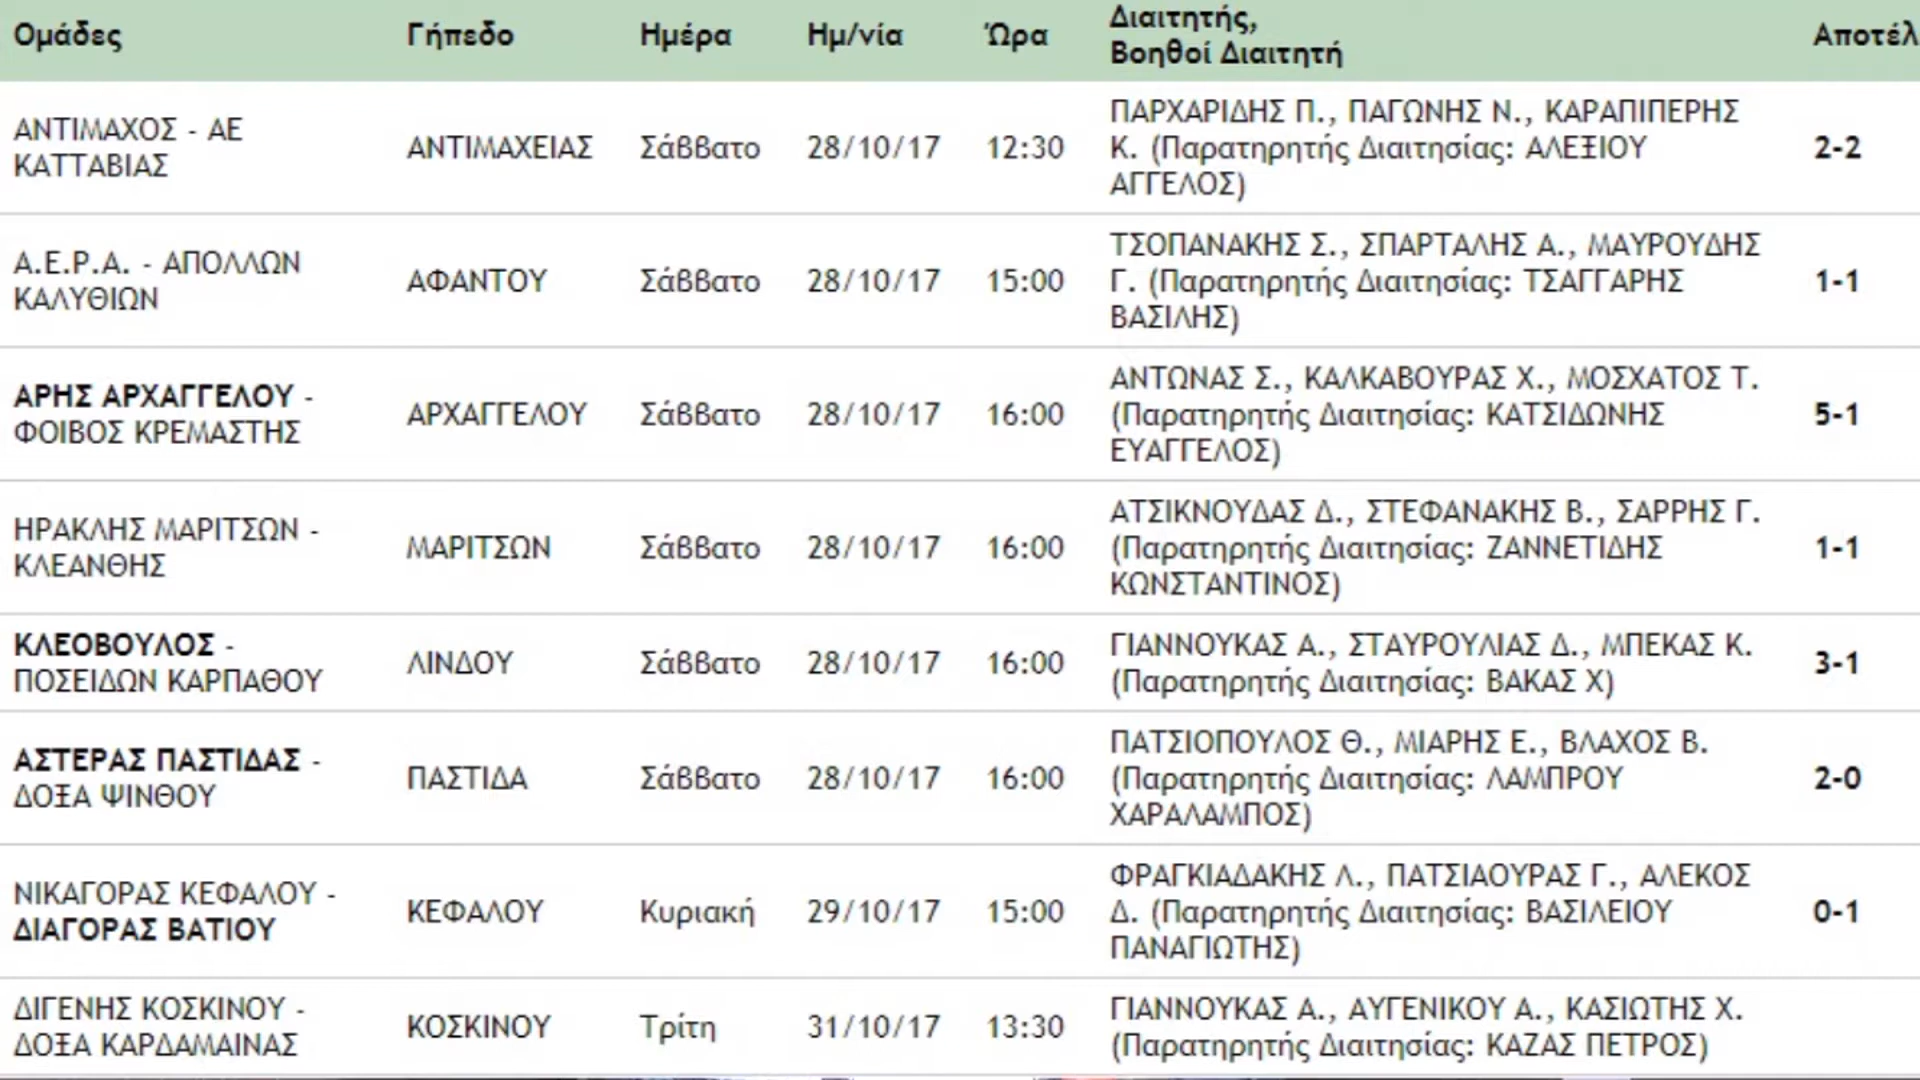 Ομάδες Γήπεδο Ημέρα Ημ/νία Ώρα Διαιτητής,
Βοηθοί Διαιτητή Αποτέλ
ΑΝΤΙΜΑΧΟΣ - ΑΕ
ΚΑΤΤΑΒΙΑΣ
ΑΝΤΙΜΑΧΕΙΑΣ Σάββατο 28/10/17 12:30
ΠΑΡΧΑΡΙΔΗΣ Π., ΠΑΓΩΝΗΣ Ν., ΚΑΡΑΠΙΠΕΡΗΣ
Κ. (Παρατηρητής Διαιτησίας: ΑΛΕΞΙΟΥ
ΑΓΓΕΛΟΣ)
2-2
Α.Ε.Ρ.Α. - ΑΠΟΛΛΩΝ
ΚΑΛΥΘΙΩΝ
ΑΦΑΝΤΟΥ Σάββατο 28/10/17 15:00
ΤΣΟΠΑΝΑΚΗΣ Σ., ΣΠΑΡΤΑΛΗΣ Α., ΜΑΥΡΟΥΔΗΣ
Γ. (Παρατηρητής Διαιτησίας: ΤΣΑΓΓΑΡΗΣ
ΒΑΣΙΛΗΣ)
1-1
ΑΡΗΣ ΑΡΧΑΓΓΕΛΟΥ -
ΦΟΙΒΟΣ ΚΡΕΜΑΣΤΗΣ
ΑΡΧΑΓΓΕΛΟΥ Σάββατο 28/10/17 16:00
ΑΝΤΩΝΑΣ Σ., ΚΑΛΚΑΒΟΥΡΑΣ Χ., ΜΟΣΧΑΤΟΣ Τ.
(Παρατηρητής Διαιτησίας: ΚΑΤΣΙΔΩΝΗΣ
ΕΥΑΓΓΕΛΟΣ)
5-1
ΗΡΑΚΛΗΣ ΜΑΡΙΤΣΩΝ -
ΚΛΕΑΝΘΗΣ
ΜΑΡΙΤΣΩΝ Σάββατο 28/10/17 16:00
ΑΤΣΙΚΝΟΥΔΑΣ Δ., ΣΤΕΦΑΝΑΚΗΣ Β., ΣΑΡΡΗΣ Γ.
(Παρατηρητής Διαιτησίας: ΖΑΝΝΕΤΙΔΗΣ
ΚΩΝΣΤΑΝΤΙΝΟΣ)
1-1
ΚΛΕΟΒΟΥΛΟΣ -
ΠΟΣΕΙΔΩΝ ΚΑΡΠΑΘΟΥ
ΛΙΝΔΟΥ Σάββατο 28/10/17 16:00
ΓΙΑΝΝΟΥΚΑΣ Α., ΣΤΑΥΡΟΥΛΙΑΣ Δ., ΜΠΕΚΑΣ Κ.
(Παρατηρητής Διαιτησίας: ΒΑΚΑΣ Χ)
3-1
ΑΣΤΕΡΑΣ ΠΑΣΤΙΔΑΣ -
ΔΟΞΑ ΨΙΝΘΟΥ
ΠΑΣΤΙΔΑ Σάββατο 28/10/17 16:00
ΠΑΤΣΙΟΠΟΥΛΟΣ Θ., ΜΙΑΡΗΣ Ε., ΒΛΑΧΟΣ Β.
(Παρατηρητής Διαιτησίας: ΛΑΜΠΡΟΥ
ΧΑΡΑΛΑΜΠΟΣ)
2-0
ΝΙΚΑΓΟΡΑΣ ΚΕΦΑΛΟΥ -
ΔΙΑΓΟΡΑΣ ΒΑΤΙΟΥ
ΚΕΦΑΛΟΥ Κυριακή 29/10/17 15:00
ΦΡΑΓΚΙΑΔΑΚΗΣ Λ., ΠΑΤΣΙΑΟΥΡΑΣ Γ., ΑΛΕΚΟΣ
Δ. (Παρατηρητής Διαιτησίας: ΒΑΣΙΛΕΙΟΥ
ΠΑΝΑΓΙΩΤΗΣ)
0-1
ΔΙΓΕΝΗΣ ΚΟΣΚΙΝΟΥ -
ΔΟΞΑ ΚΑΡΔΑΜΑΙΝΑΣ
ΚΟΣΚΙΝΟΥ Τρίτη 31/10/17 13:30
ΓΙΑΝΝΟΥΚΑΣ Α., ΑΥΓΕΝΙΚΟΥ Α., ΚΑΣΙΩΤΗΣ Χ.
(Παρατηρητής Διαιτησίας: ΚΑΖΑΣ ΠΕΤΡΟΣ)